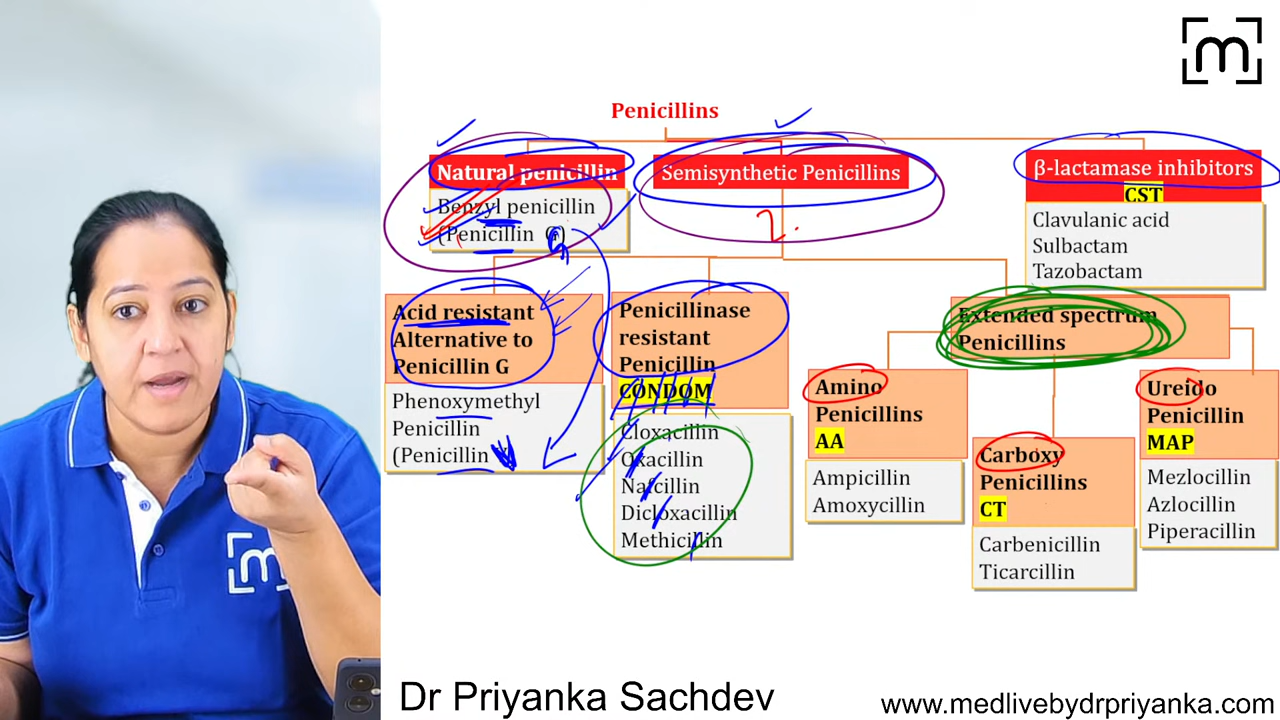 m
Penicillins
Natural penicillin
Benzyl penicillin
(Penicillin G)
Semisynthetic Penicillins
2.
β-lactamase inhibitors
CST
Clavulanic acid
Sulbactam
Tazobactam
Acid resistant
Alternative to
Penicillin G
Phenoxymethyl
Penicillin
(Penicillin V
Penicillinase
resistant
Penicillin
CONDOM
Cloxacillin
Oxacillin
Nafcillin
Dicloxacillin
Methicillin
Extended spectrum
Penicillins
Amino
Penicillins
AA
Ampicillin
Amoxycillin
Carboxy
Penicillins
CT
Carbenicillin
Ticarcillin
Ureido
Penicillin
MAP
Mezlocillin
Azlocillin
Piperacillin
m
Dr Priyanka Sachdev
www.medlivebydrpriyanka.com